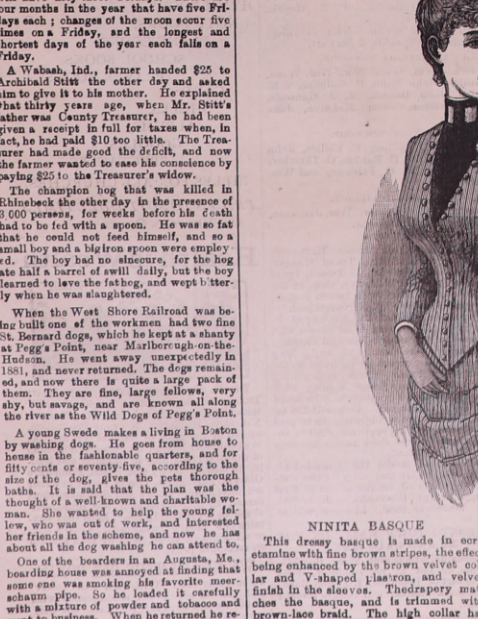 our months in the year that have five Fri-
days each ; changes of the moon occur five
times on a Friday, and the longest and
shortest days of the year each falls on a
Friday.
A Wabash, Ind., farmer handed $25 to
Archibald Stitt the other day and asked
him to give it to his mother. He explained
that thirty years ago, when Mr. Stitt's
father was County Treasurer, he had been
given a receipt in full for taxes when, in
fact, he had paid $10 too little. The Trea-
surer had made good the deficit, and now
the farmer wanted to ease his conscience by
paying $25 to the Treasurer's widow.
The champion hog that was killed in
Rhinebeck the other day in the presence of
3,000 persons, for weeks before his death
had to be fed with a spoon. He was so fat
that he could not feed himself, and so a
small boy and a big iron spoon were employ-
ed. The boy had no sinecure, for the hog
ate half a barrel of swill daily, but the boy
learned to love the fat hog, and wept bitter-
ly when he was slaughtered.
When the West Shore Railroad was be-
ing built one of the workmen had two fine
St. Bernard dogs, which he kept at a shanty
at Pegg's Point, near Marlborough-on-the-
Hudson. He went away unexpectedly in
1881, and never returned. The dogs remain-
ed, and now there is quite a large pack of
them. They are fine, large fellows, very
shy, but savage, and are known all along
the river as the Wild Dogs of Pegg's Point.
A young Swede makes a living in Boston
by washing dogs. He goes from house to
house in the fashionable quarters, and for
fifty cents or seventy-five, according to the
size of the dog, gives the pets thorough
baths. It is said that the plan was the
thought of a well-known and charitable wo-
man. She wanted to help the young fel-
low, who was out of work, and interested
her friends in the scheme, and now he has
about all the dog washing he can attend to.
One of the boarders in an Augusta, Me.,
boarding house was annoyed at finding that
some one was smoking his favorite meer-
schaum pipe. So he loaded it carefully
with a mixture of powder and tobacco and
went to business. When he returned he re-
NINITA BASQUE
This dressy basque is made in ecr
etamine with fine brown stripes, the effec
being enhanced by the brown velvet co
lar and V-shaped plastron, and velve
finish in the sleeves. The drapery mat
ches the basque, and is trimmed wit
brown-lace braid. The high collar ha